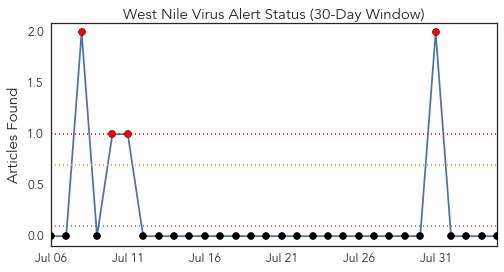 West Nile Virus Alert Status (30-Day Window)
Articles Found
2.0
1.5
1.0
0.5
0.0
Jul 06
Jul 11
Jul 16
Jul 21
Jul 26
Jul 31